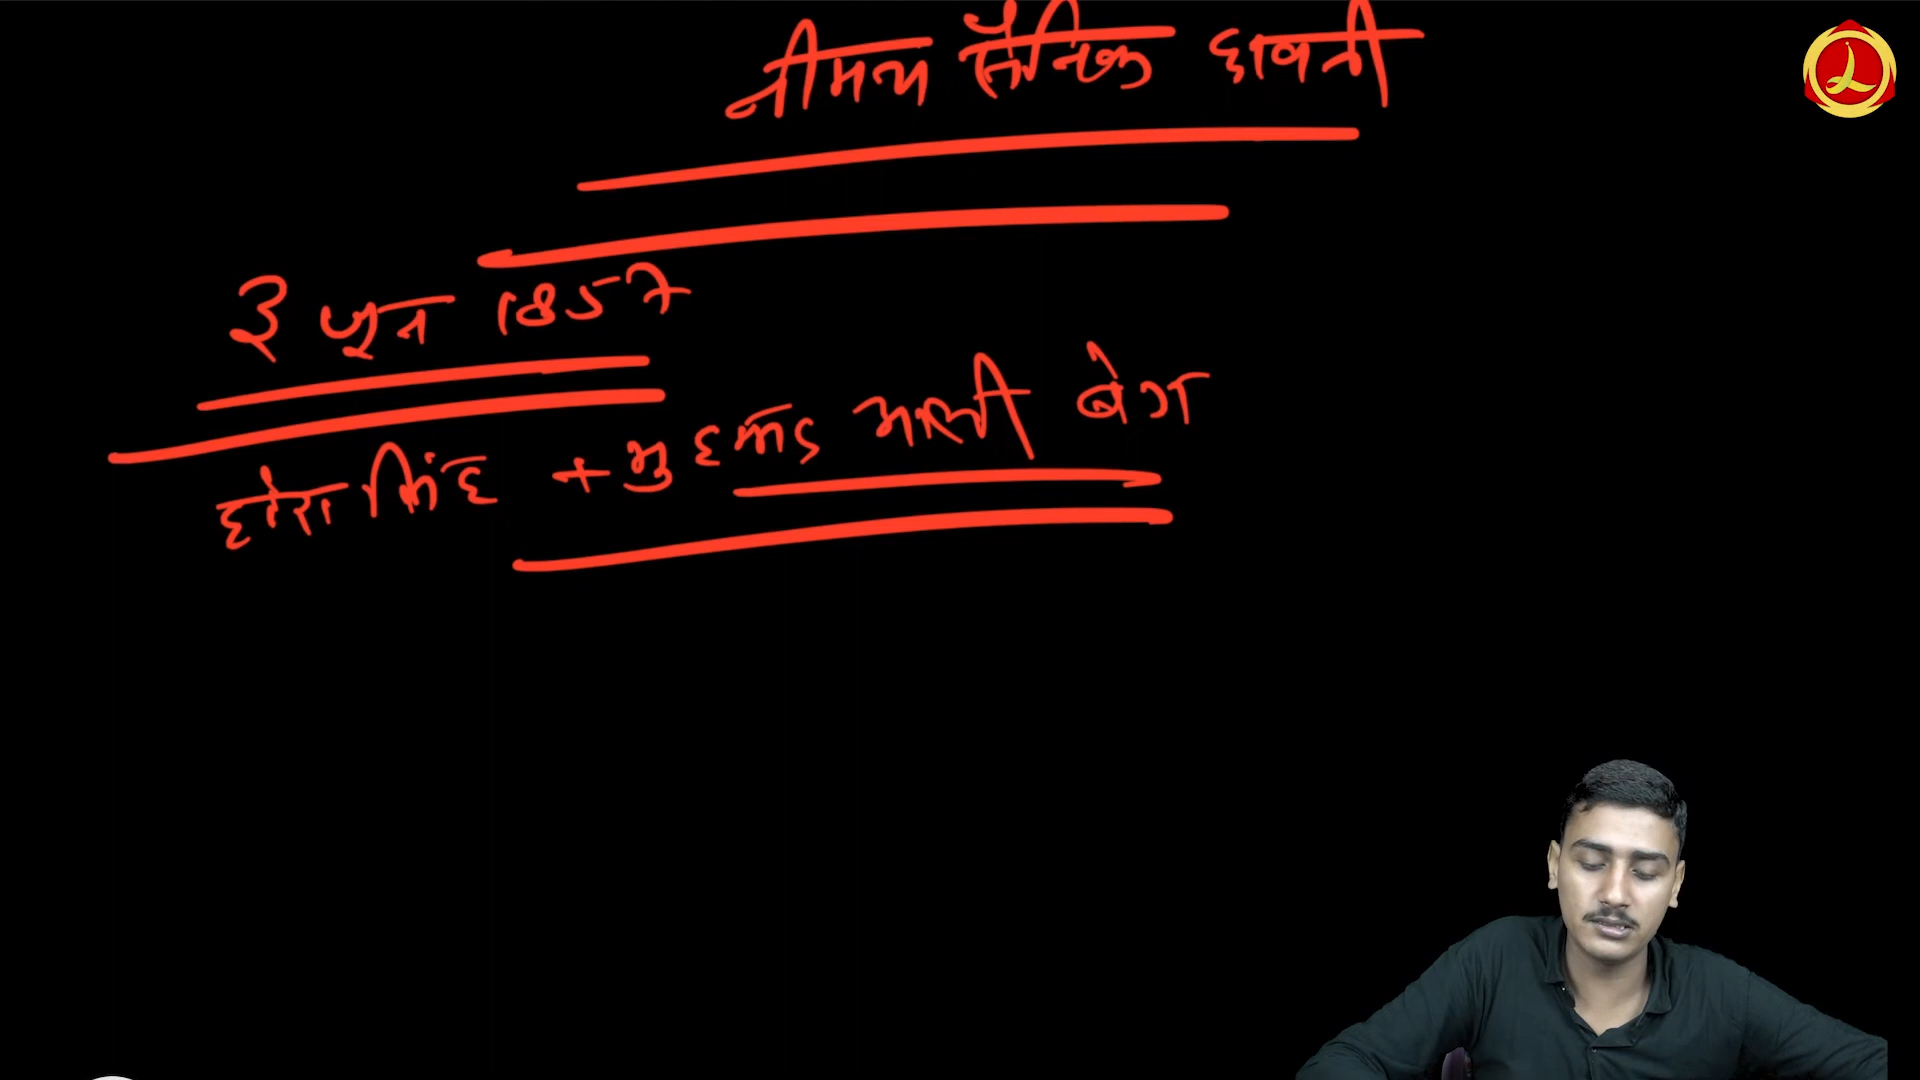 नीमच सैनिक छावनी
3 जून 1857
हीरा सिंह + मुहम्मद अली बेग